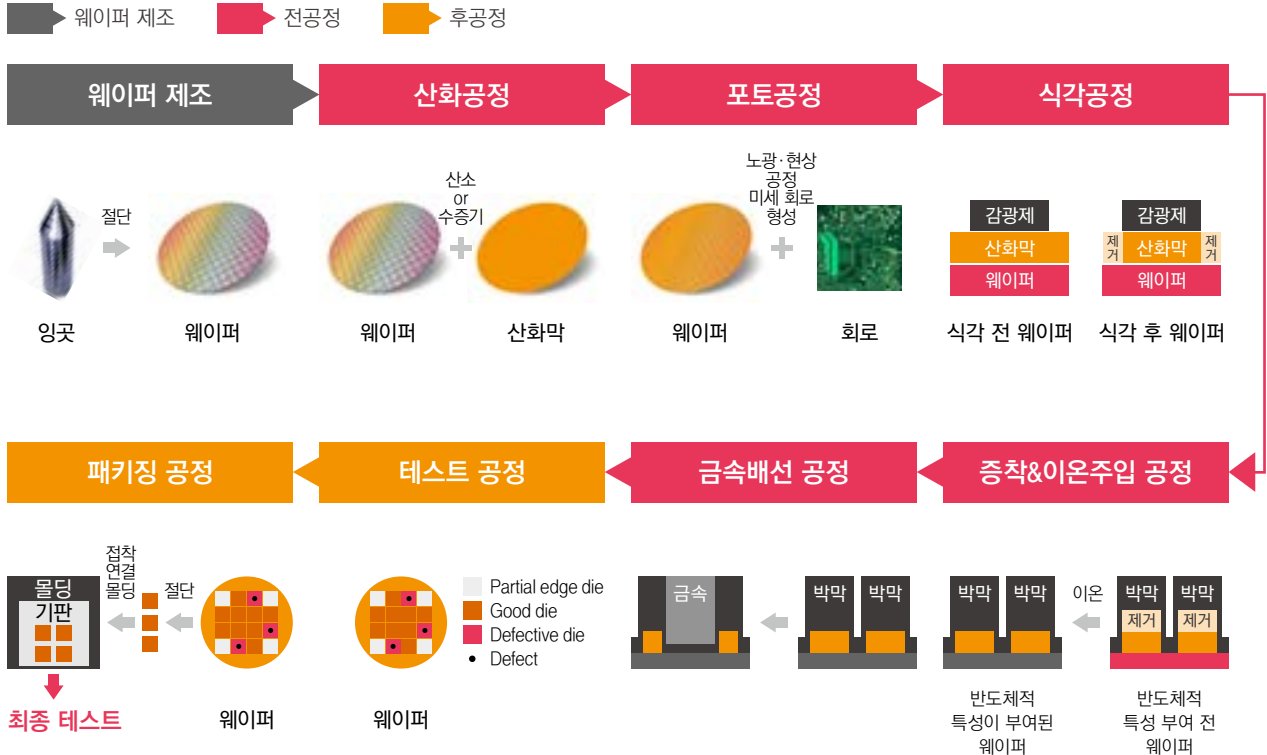 웨이퍼 제조
전공정
후공정
웨이퍼 제조
산화공정
포토공정
식각공정
절단
잉곳
웨이퍼
산소
or
수증기
웨이퍼
산화막
노광·현상
공정
미세 회로
형성
웨이퍼
회로
감광제
산화막
웨이퍼
식각 전 웨이퍼
감광제
제거
산화막
제거
웨이퍼
식각 후 웨이퍼
증착&이온주입 공정
금속배선 공정
테스트 공정
패키징 공정
박막
박막
제거
제거
반도체적
특성 부여 전
웨이퍼
이온
박막
박막
반도체적
특성이 부여된
웨이퍼
박막
박막
금속
Partial edge die
Good die
Defective die
Defect
웨이퍼
웨이퍼
절단
접착
연결
몰딩
몰딩
기판
최종 테스트